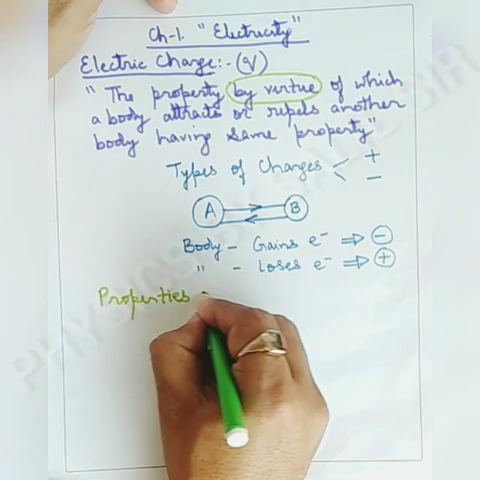 Ch-1. "Electricity"
Electric Charge:- (q)
"The property by virtue of which
a body attracts or repels another
body having same property"
Types of Charges < + -
A B
Body - Gains e⁻ ⇒ -
" - Loses e⁻ ⇒ +
Properties